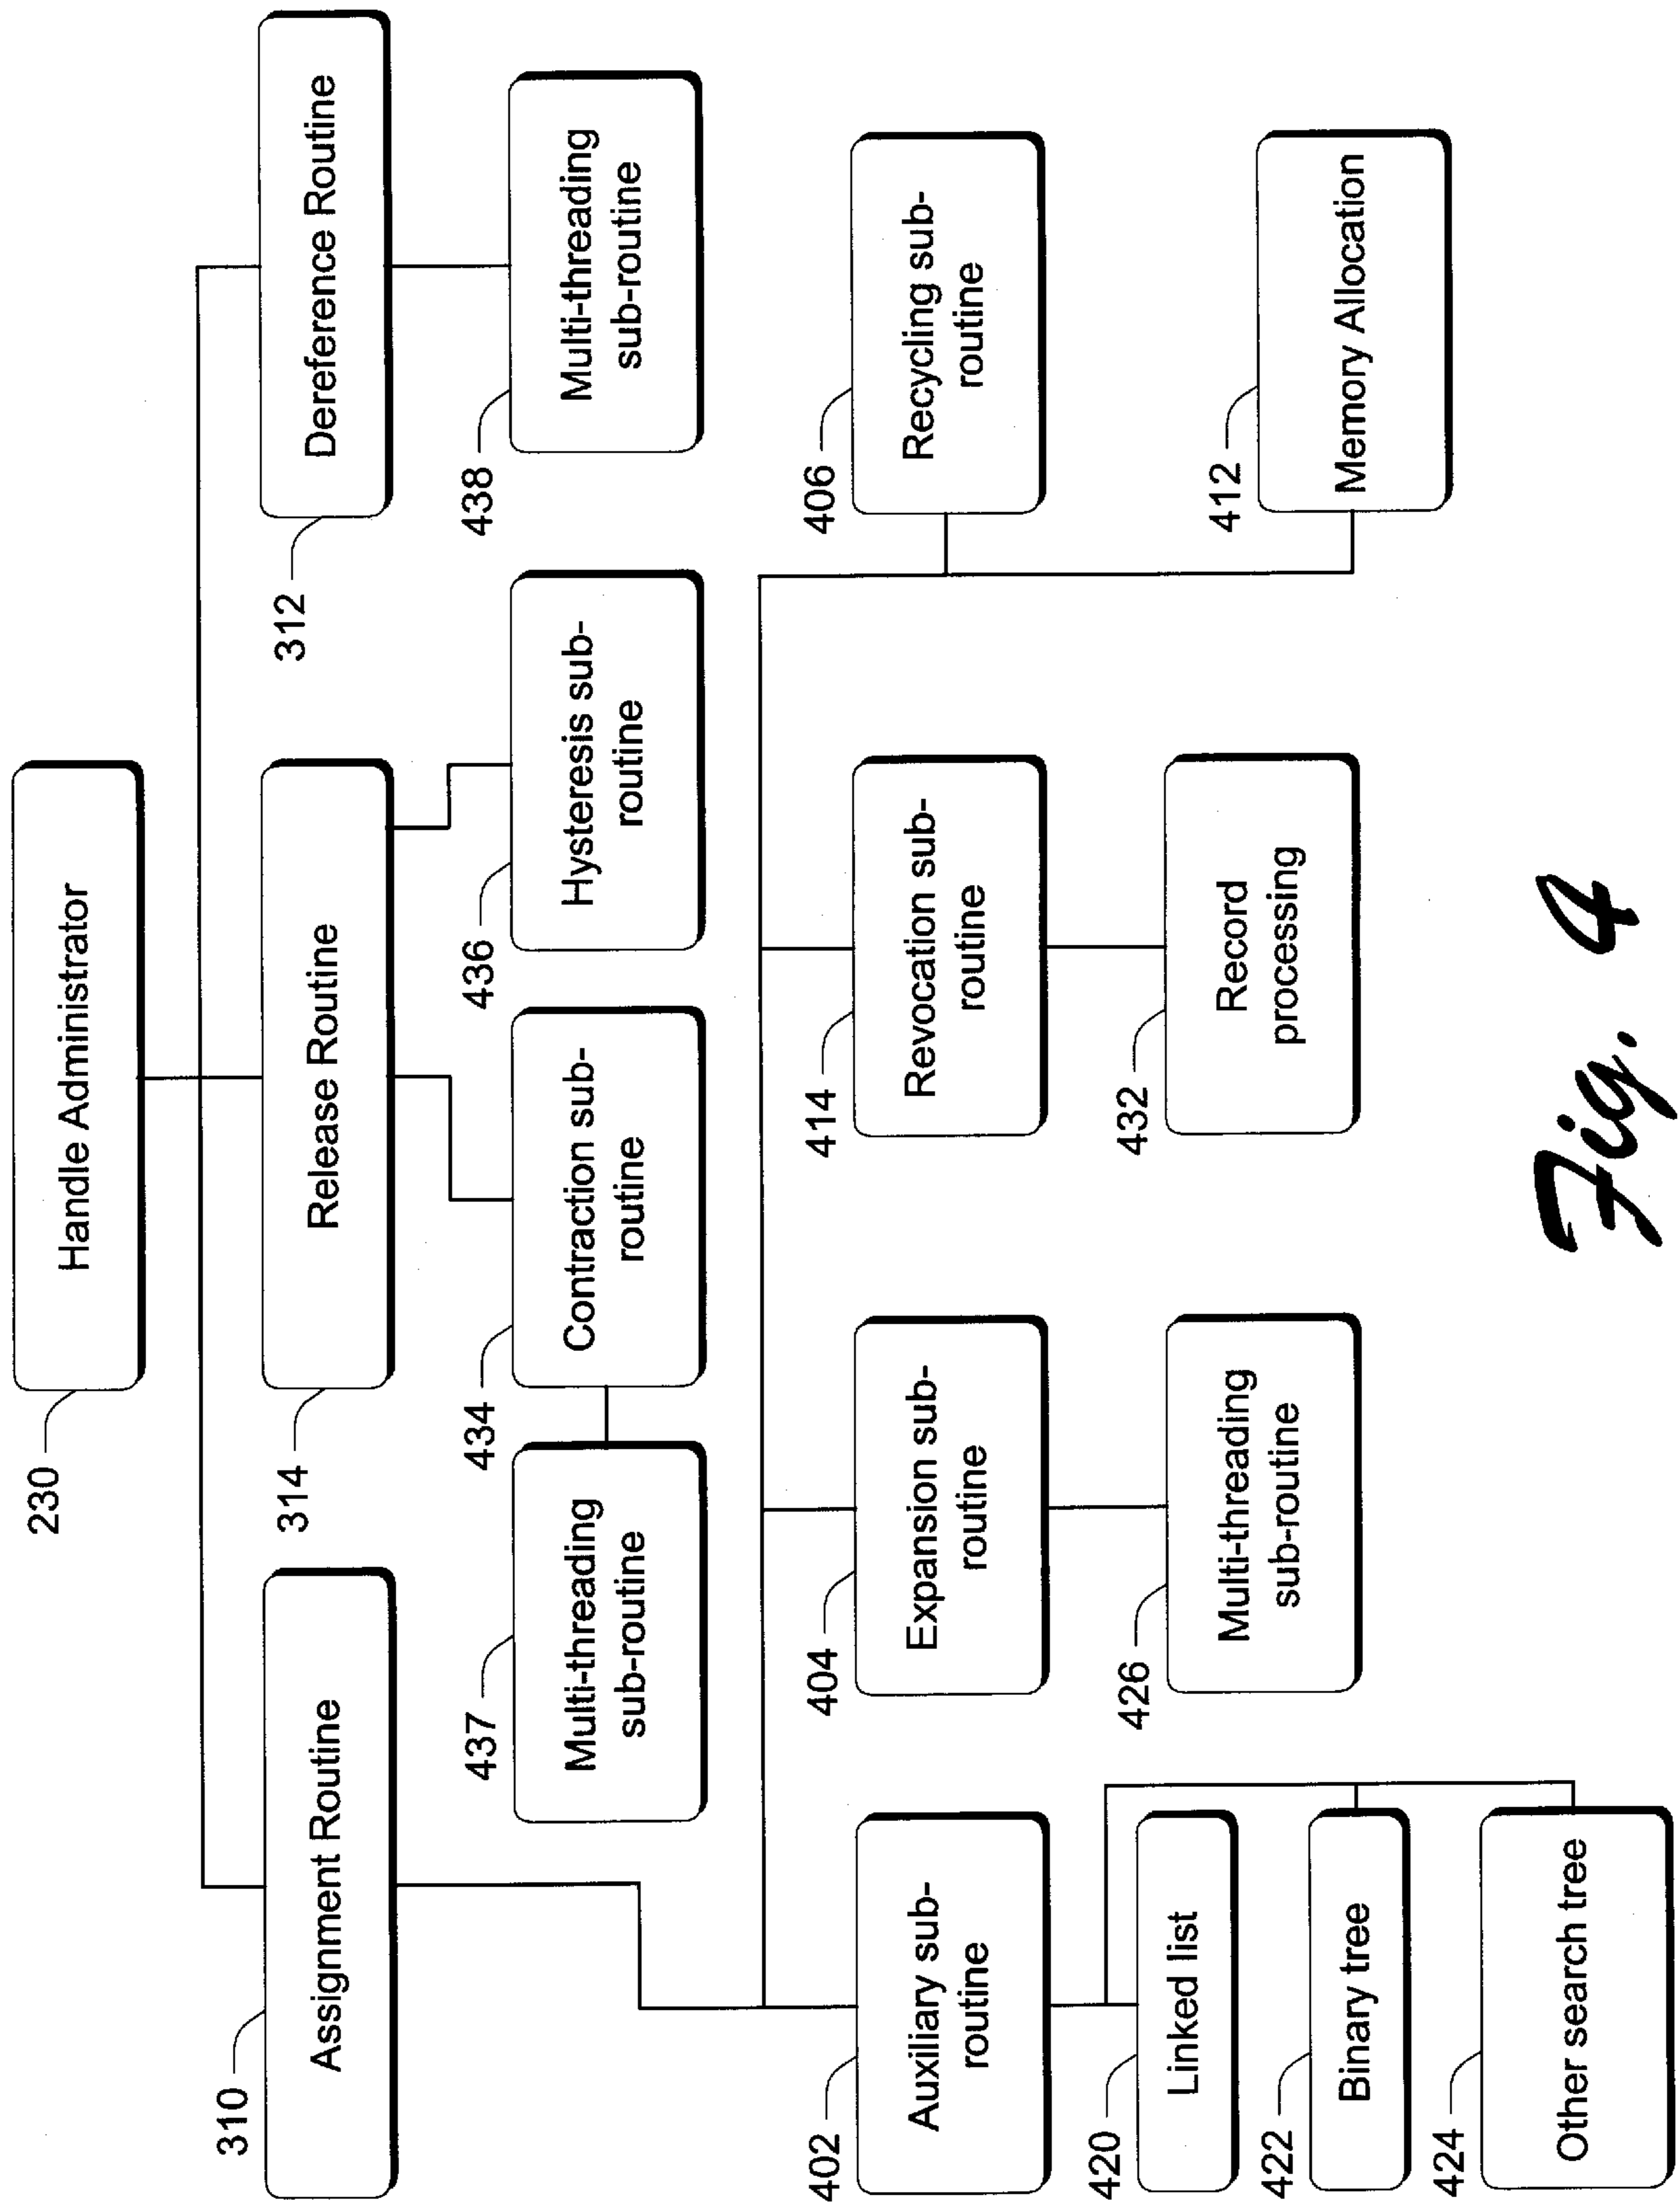 230
Handle Administrator
310
Assignment Routine
314
Release Routine
312
Dereference Routine
437
Multi-threading
sub-routine
434
Contraction sub-
routine
436
Hysteresis sub-
routine
438
Multi-threading
sub-routine
402
Auxiliary sub-
routine
404
Expansion sub-
routine
414
Revocation sub-
routine
406
Recycling sub-
routine
420
Linked list
422
Binary tree
424
Other search tree
426
Multi-threading
sub-routine
432
Record
processing
412
Memory Allocation
Fig. 4